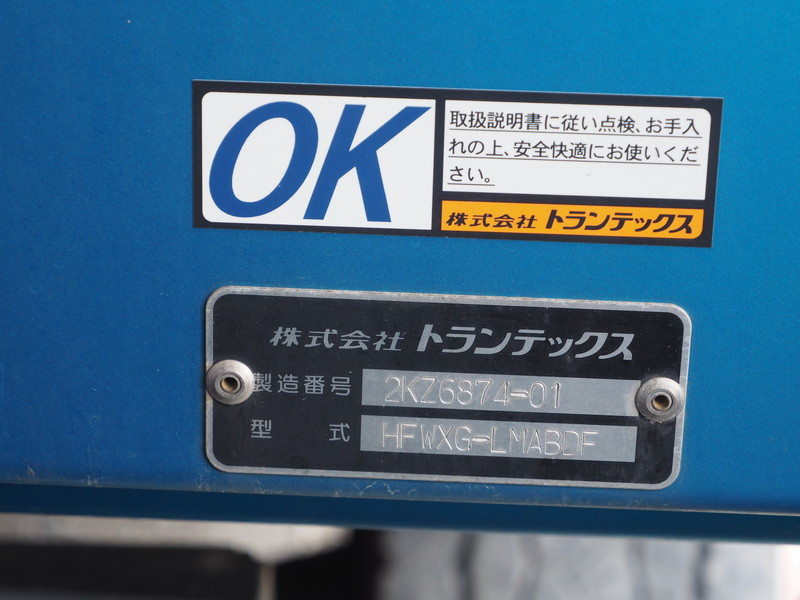 OK
取扱説明書に従い点検、お手入
れの上、安全快適にお使いくだ
さい。
株式会社 トランテックス
株式会社 トランテックス
製造番号 2KZ6874-01
型 式 HFWXG-LMABDF